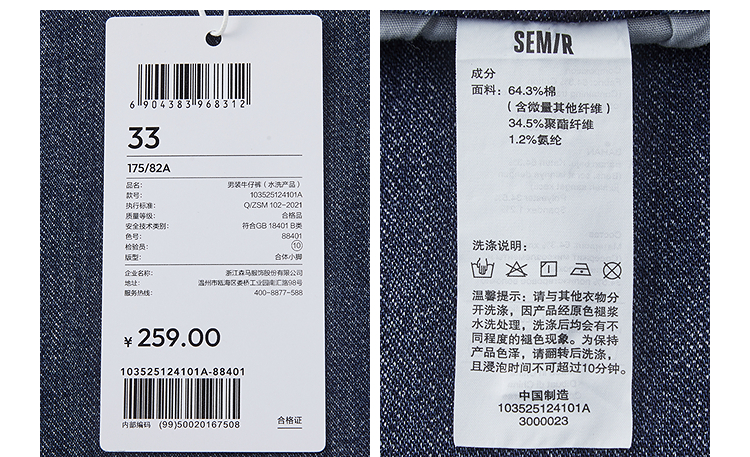 6 904383 968312
33
175/82A
品名: 男装牛仔裤（水洗产品）
款号: 103525124101A
执行标准: Q/ZSM 102-2021
质量等级: 合格品
安全技术类别: 符合GB 18401 B类
色号: 88401
检验员: 10
版型: 合体小脚
企业名称: 浙江森马服饰股份有限公司
地址: 温州市瓯海区娄桥工业园南汇路98号
服务热线: 400-8877-588
¥ 259.00
103525124101A-88401
内部编码 (99)50020167508
合格证
SEMIR
成分
面料: 64.3%棉
（含微量其他纤维）
34.5%聚酯纤维
1.2%氨纶
洗涤说明:
温馨提示: 请与其他衣物分
开洗涤，因产品经原色褪浆
水洗处理，洗涤后均会有不
同程度的褪色现象。为保持
产品色泽，请翻转后洗涤，
且浸泡时间不可超过10分钟。
中国制造
103525124101A
3000023